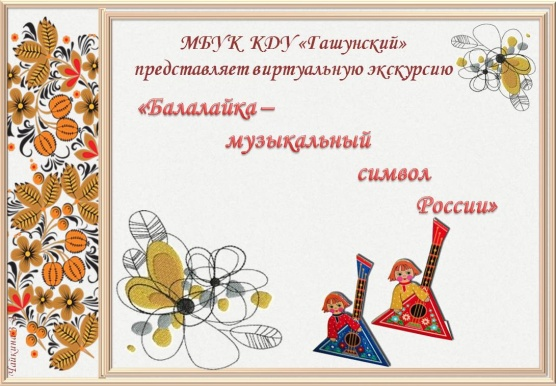 МБУК КДУ «Гашунский»
представляет виртуальную экскурсию
«Балалайка –
музыкальный
символ
России»